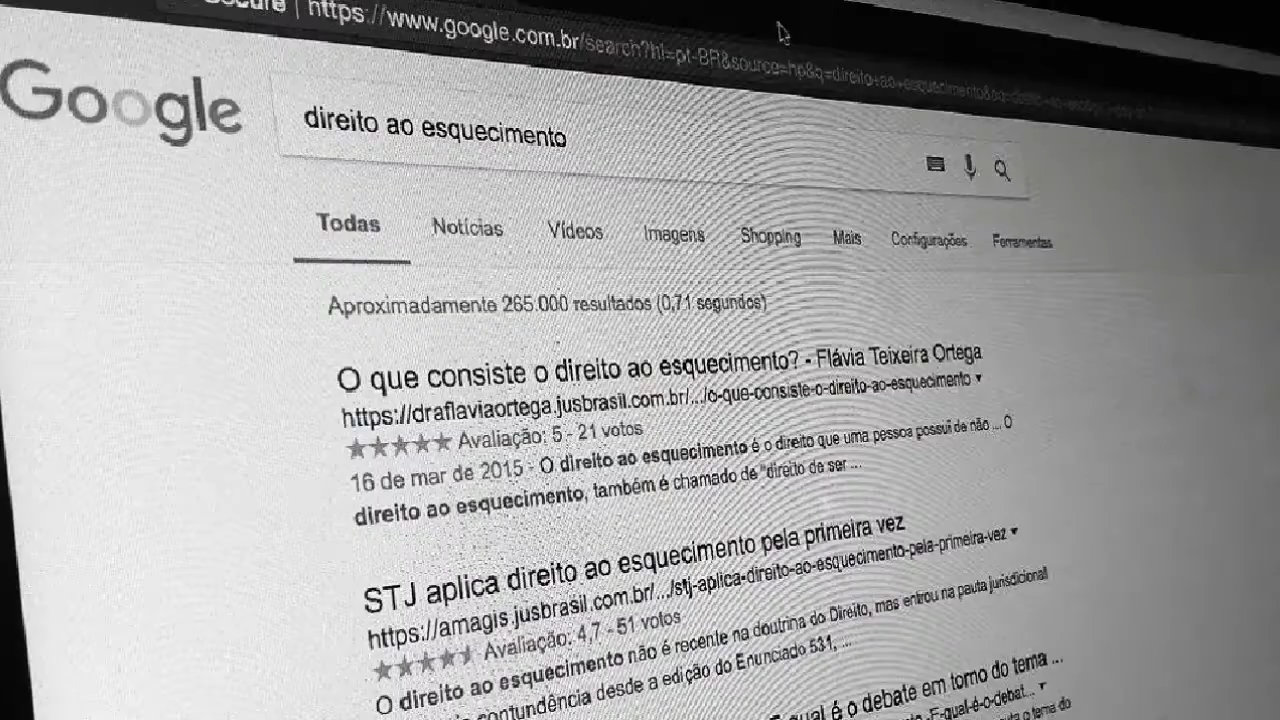 Secure | https://www.google.com.br/search?hl=pt-BR&source=hp&q=direito+ao+esquecimento
Google
direito ao esquecimento
Todas Notícias Vídeos Imagens Shopping Mais Configurações Ferramentas
Aproximadamente 265.000 resultados (0,71 segundos)
O que consiste o direito ao esquecimento? - Flávia Teixeira Ortega
https://draflaviaortega.jusbrasil.com.br/.../o-que-consiste-o-direito-ao-esquecimento
Avaliação: 5 - 21 votos
16 de mar de 2015 - O direito ao esquecimento é o direito que uma pessoa possui de não ... O
direito ao esquecimento, também é chamado de "direito de ser ...
STJ aplica direito ao esquecimento pela primeira vez
https://amagis.jusbrasil.com.br/.../stj-aplica-direito-ao-esquecimento-pela-primeira-vez
Avaliação: 4,7 - 51 votos
O direito ao esquecimento não é recente na doutrina do Direito, mas entrou na pauta jurisdicional
contundência desde a edição do Enunciado 531, ...
qual é o debate em torno do tema ...
E-qual-é-o-debat...
o tema do